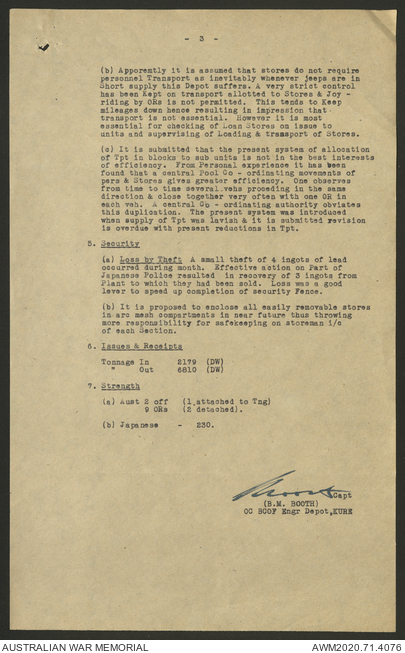 - 3 -
(b) Apporently it is assumed that stores do not require
personnel Transport as inevitably whenever jeeps are in
Short supply this Depot suffers. A very strict control
has been Kept on transport allotted to Stores & Joy -
riding by ORs is not permitted. This tends to Keep
mileages down hence resulting in impression that
transport is not essential. However it is most
essential for checking of Loan Stores on issue to
units and supervising of Loading & transport of Stores.
(c) It is submitted that the present system of allocation
of Tpt in blocks to sub units is not in the best interests
of efficiency. From Personal experience it has been
found that a central Pool Co - ordinating movements of
pers & Stores gives greater efficiency. One observes
from time to time several vehs proceding in the same
direction & close together very often with one OR in
each veh. A central Co - ordinating authority obviates
this duplication. The present system was introduced
when supply of Tpt was lavish & it is submitted revision
is overdue with present reductions in Tpt.
5. Security
(a) Loss by Theft A small theft of 4 ingots of lead
occurred during month. Effective action on Part of
Japanese Police resulted in recovery of 3 ingots from
Plant to which they had been sold. Loss was a good
lever to speed up completion of security Fence.
(b) It is proposed to enclose all easily removable stores
in arc mesh compartments in near future thus throwing
more responsibility for safekeeping on storeman i/c
of each Section.
6. Issues & Receipts
Tonnage In 2179 (DW)
" Out 6810 (DW)
7. Strength
(a) Aust 2 off (1 attached to Tng)
9 ORs (2 detached).
(b) Japanese - 230.
Capt
(B.M. BOOTH)
OC BCOF Engr Depot,KURE
AUSTRALIAN WAR MEMORIAL
AWM2020.71.4076